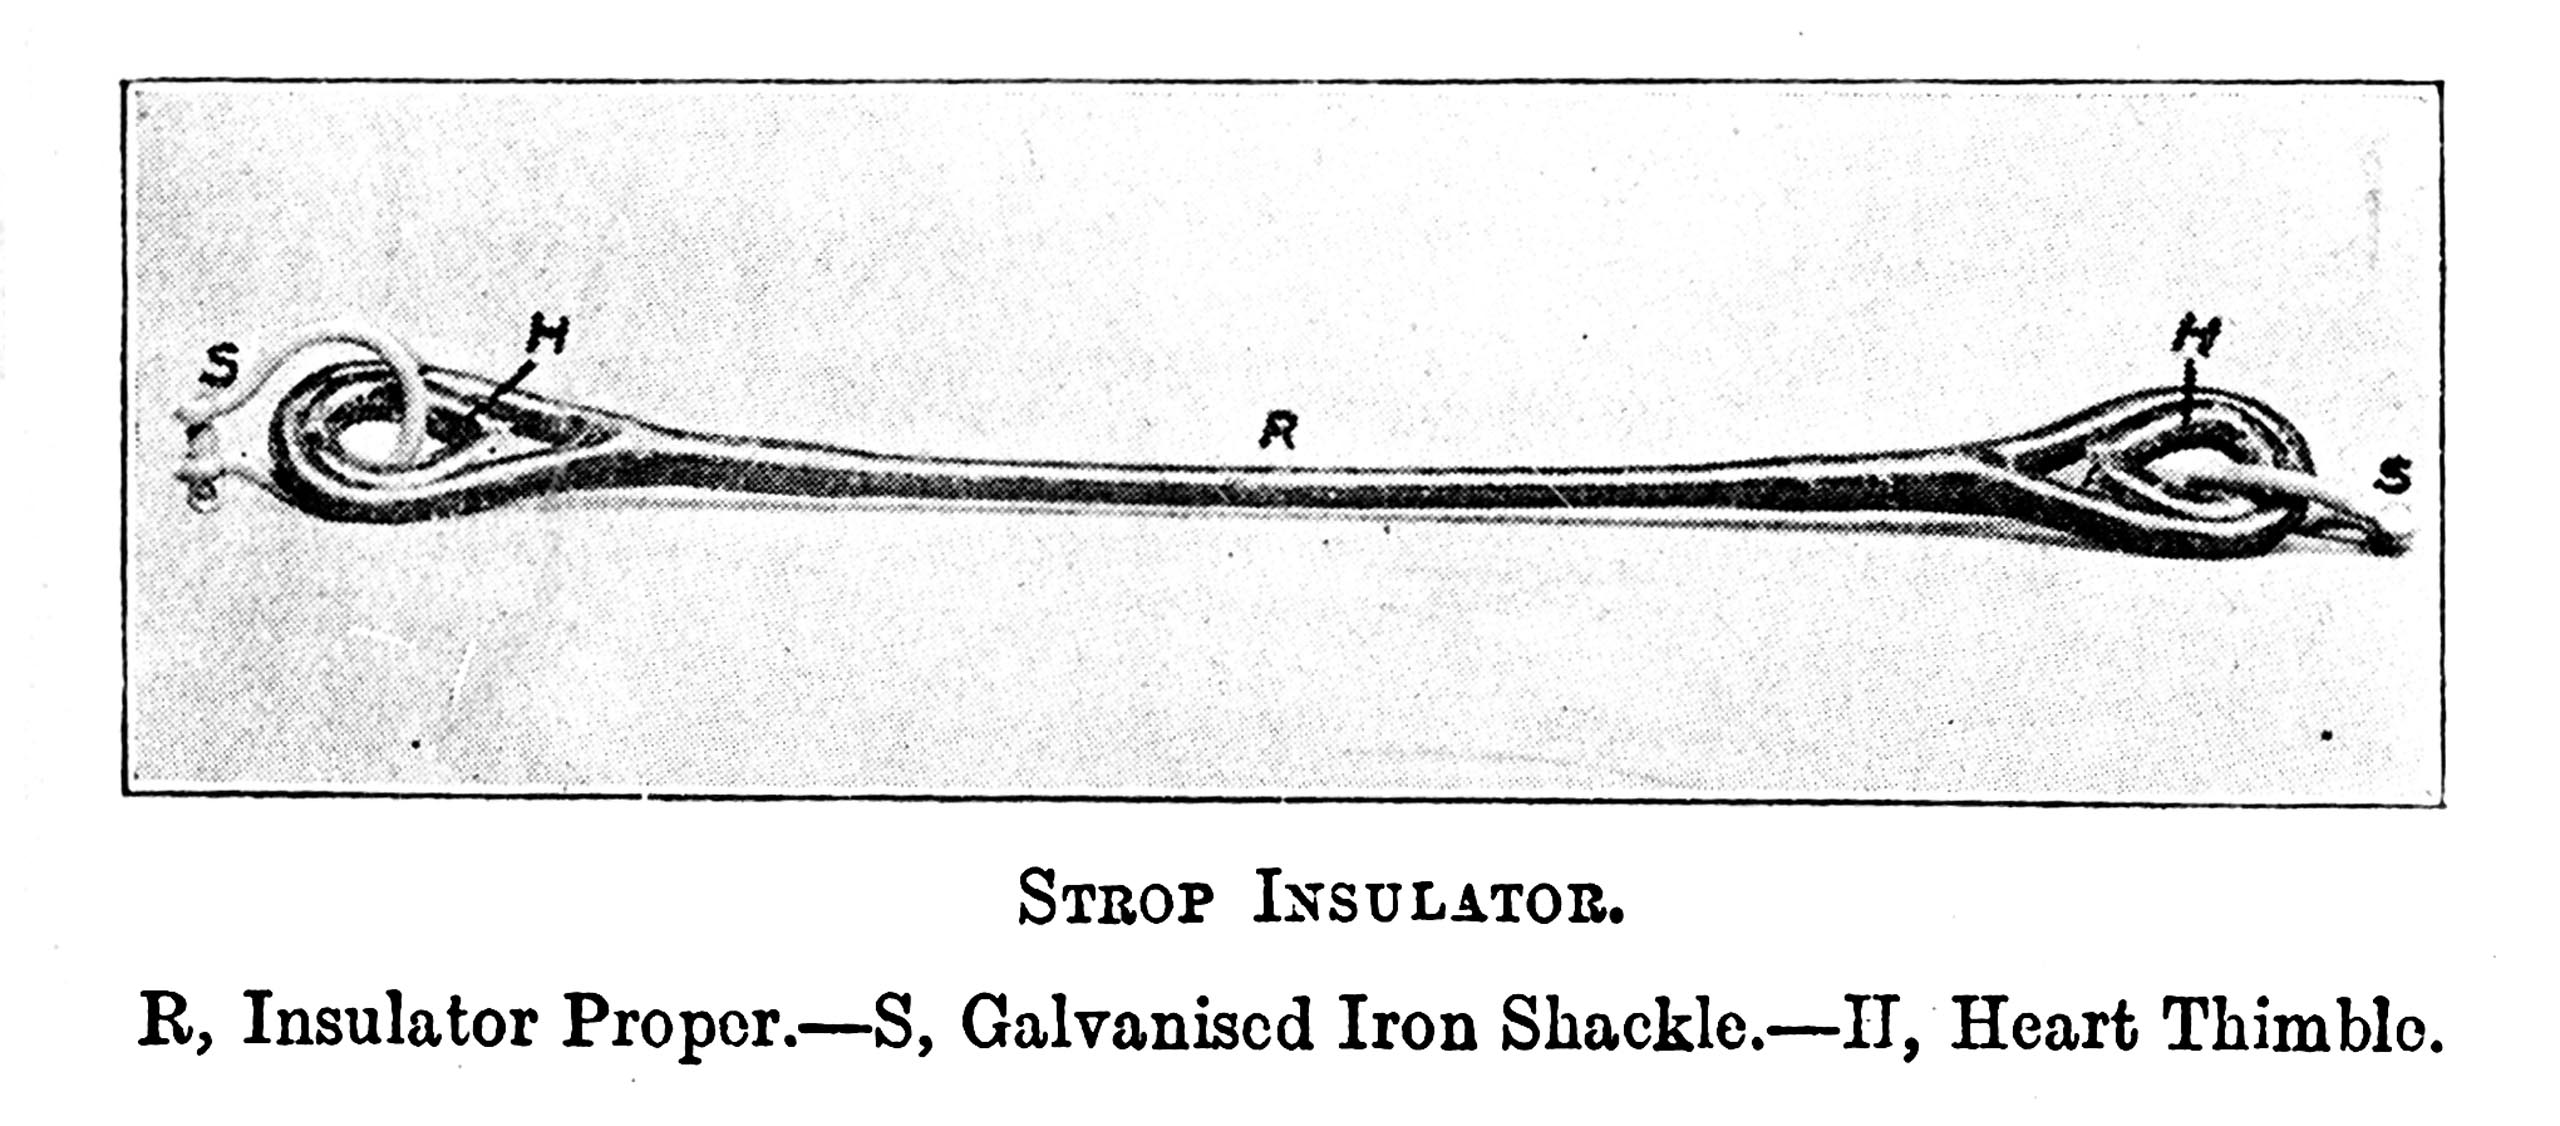 S
H
R
H
S
STROP INSULATOR.
R, Insulator Proper.—S, Galvanised Iron Shackle.—H, Heart Thimble.